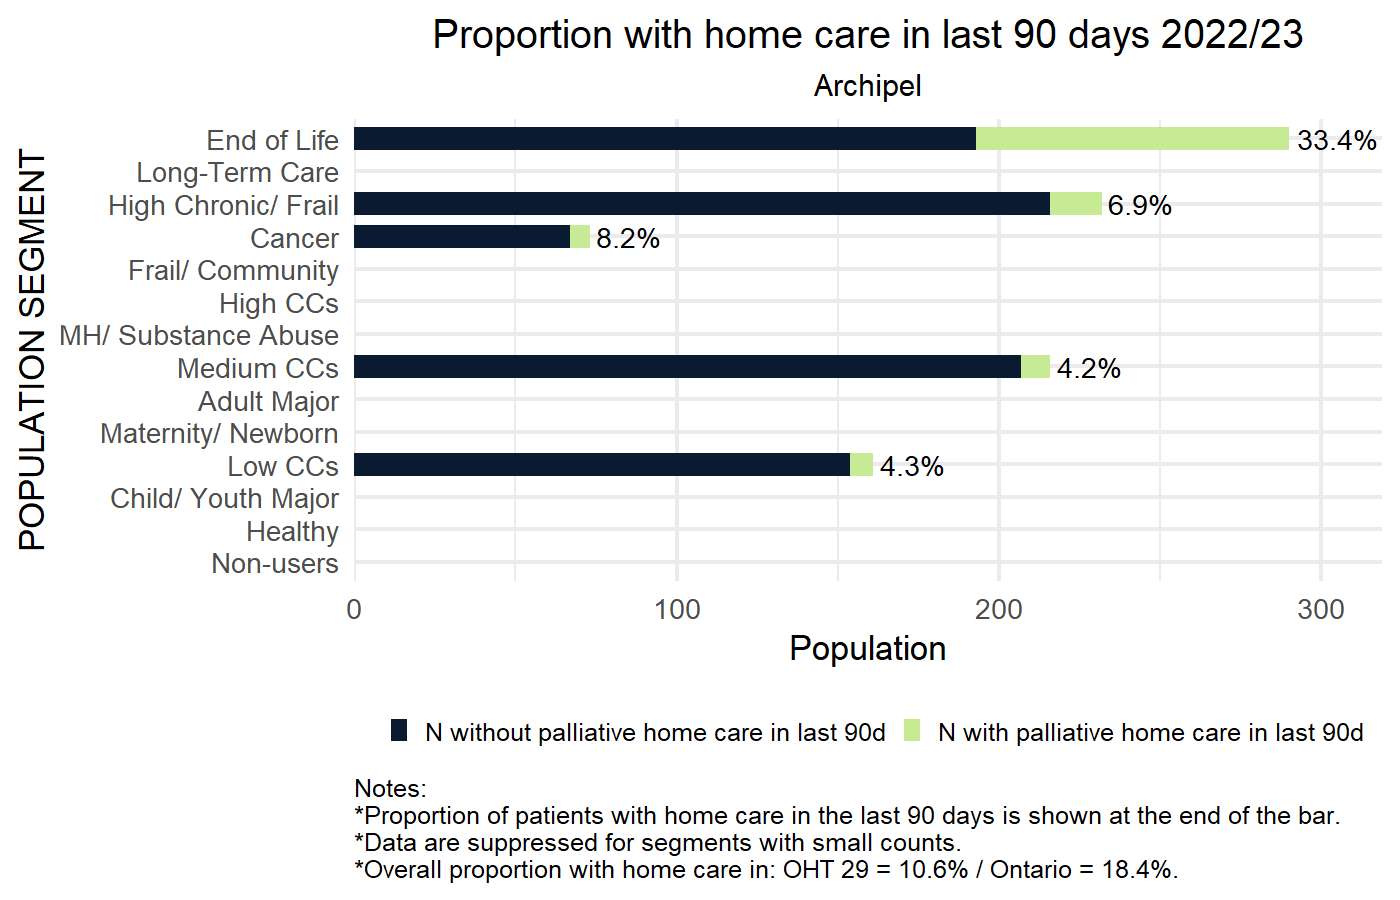 Proportion with home care in last 90 days 2022/23
Archipel
POPULATION SEGMENT
End of Life 33.4%
Long-Term Care
High Chronic/ Frail 6.9%
Cancer 8.2%
Frail/ Community
High CCs
MH/ Substance Abuse
Medium CCs 4.2%
Adult Major
Maternity/ Newborn
Low CCs 4.3%
Child/ Youth Major
Healthy
Non-users
0 100 200 300
Population
N without palliative home care in last 90d N with palliative home care in last 90d
Notes:
*Proportion of patients with home care in the last 90 days is shown at the end of the bar.
*Data are suppressed for segments with small counts.
*Overall proportion with home care in: OHT 29 = 10.6% / Ontario = 18.4%.